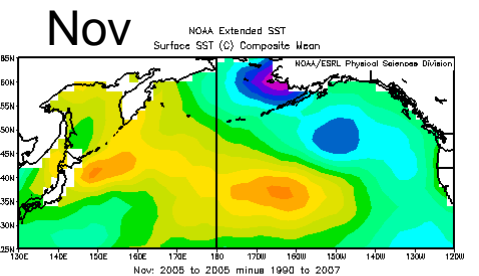 Nov
NOAA Extended SST
Surface SST (C) Composite Mean
NOAA/ESRL Physical Sciences Division
65N
60N
55N
50N
45N
40N
35N
30N
25N
130E 140E 150E 160E 170E 180 170W 160W 150W 140W 130W 120W
Nov: 2005 to 2005 minus 1990 to 2007